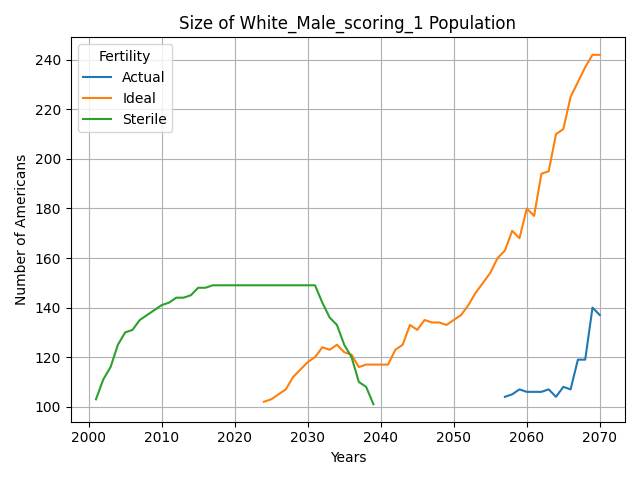 Size of White_Male_scoring_1 Population
Fertility
Actual
Ideal
Sterile
Number of Americans
240
220
200
180
160
140
120
100
2000 2010 2020 2030 2040 2050 2060 2070
Years